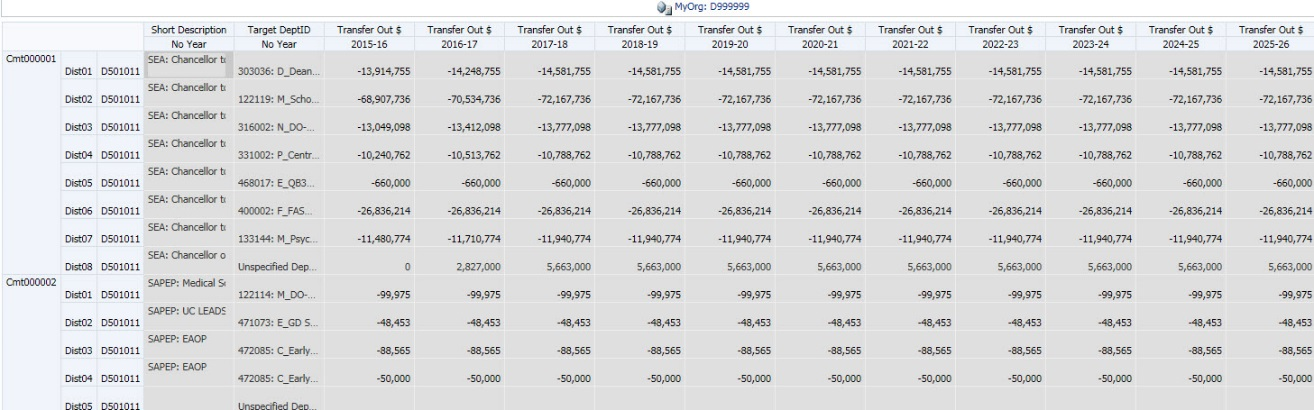 MyOrg: D999999
Short Description Target DeptID Transfer Out $ Transfer Out $ Transfer Out $ Transfer Out $ Transfer Out $ Transfer Out $ Transfer Out $ Transfer Out $ Transfer Out $ Transfer Out $ Transfer Out $
No Year No Year 2015-16 2016-17 2017-18 2018-19 2019-20 2020-21 2021-22 2022-23 2023-24 2024-25 2025-26
Cmt000001 Dist01 D501011 SEA: Chancellor tr 303036: D_Dean... -13,914,755 -14,248,755 -14,581,755 -14,581,755 -14,581,755 -14,581,755 -14,581,755 -14,581,755 -14,581,755 -14,581,755 -14,581,755
Dist02 D501011 SEA: Chancellor tr 122119: M_Scho... -68,907,736 -70,534,736 -72,167,736 -72,167,736 -72,167,736 -72,167,736 -72,167,736 -72,167,736 -72,167,736 -72,167,736 -72,167,736
Dist03 D501011 SEA: Chancellor tr 316002: N_DO-... -13,049,098 -13,412,098 -13,777,098 -13,777,098 -13,777,098 -13,777,098 -13,777,098 -13,777,098 -13,777,098 -13,777,098 -13,777,098
Dist04 D501011 SEA: Chancellor tr 331002: P_Centr... -10,240,762 -10,513,762 -10,788,762 -10,788,762 -10,788,762 -10,788,762 -10,788,762 -10,788,762 -10,788,762 -10,788,762 -10,788,762
Dist05 D501011 SEA: Chancellor tr 468017: E_QB3... -660,000 -660,000 -660,000 -660,000 -660,000 -660,000 -660,000 -660,000 -660,000 -660,000 -660,000
Dist06 D501011 SEA: Chancellor tr 400002: F_FAS... -26,836,214 -26,836,214 -26,836,214 -26,836,214 -26,836,214 -26,836,214 -26,836,214 -26,836,214 -26,836,214 -26,836,214 -26,836,214
Dist07 D501011 SEA: Chancellor tr 133144: M_Psyc... -11,480,774 -11,710,774 -11,940,774 -11,940,774 -11,940,774 -11,940,774 -11,940,774 -11,940,774 -11,940,774 -11,940,774 -11,940,774
Dist08 D501011 SEA: Chancellor o Unspecified Dep... 0 2,827,000 5,663,000 5,663,000 5,663,000 5,663,000 5,663,000 5,663,000 5,663,000 5,663,000 5,663,000
Cmt000002 Dist01 D501011 SAPEP: Medical 122114: M_DO-... -99,975 -99,975 -99,975 -99,975 -99,975 -99,975 -99,975 -99,975 -99,975 -99,975 -99,975
Dist02 D501011 SAPEP: UC LEADS 471073: E_GD S... -48,453 -48,453 -48,453 -48,453 -48,453 -48,453 -48,453 -48,453 -48,453 -48,453 -48,453
Dist03 D501011 SAPEP: EAOP 472085: C_Early... -88,565 -88,565 -88,565 -88,565 -88,565 -88,565 -88,565 -88,565 -88,565 -88,565 -88,565
Dist04 D501011 SAPEP: EAOP 472085: C_Early... -50,000 -50,000 -50,000 -50,000 -50,000 -50,000 -50,000 -50,000 -50,000 -50,000 -50,000
Dist05 D501011 Unspecified Dep...